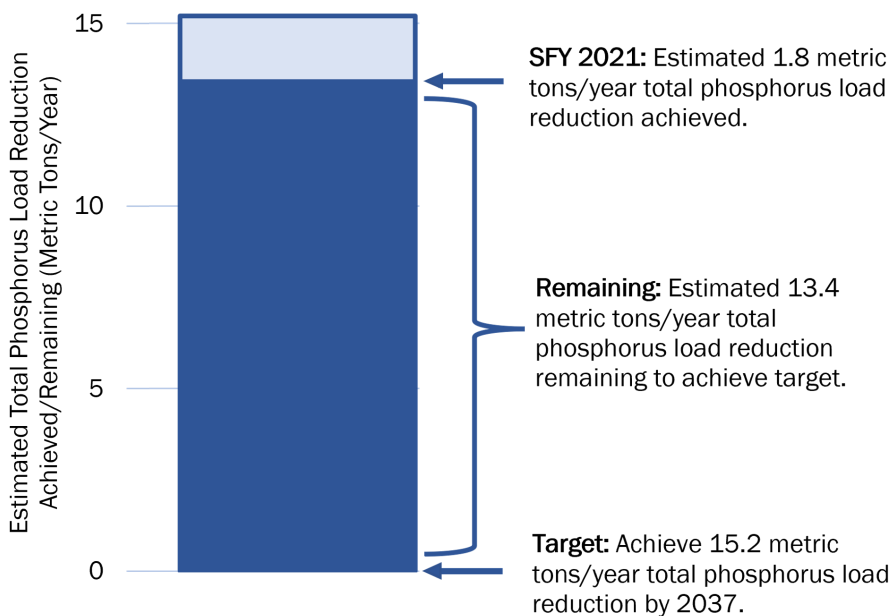 Estimated Total Phosphorus Load Reduction
Achieved/Remaining (Metric Tons/Year)
15
10
5
0
SFY 2021: Estimated 1.8 metric
tons/year total phosphorus load
reduction achieved.
Remaining: Estimated 13.4
metric tons/year total
phosphorus load reduction
remaining to achieve target.
Target: Achieve 15.2 metric
tons/year total phosphorus load
reduction by 2037.